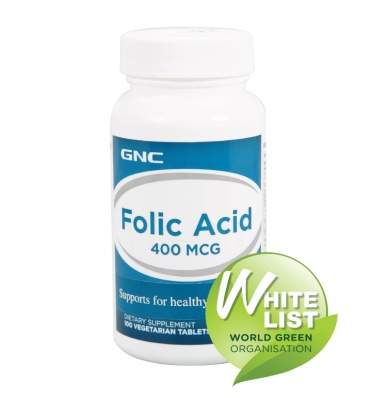 GNC
Folic Acid
400 MCG
Supports for healthy
DIETARY SUPPLEMENT
100 VEGETARIAN TABLETS
WHITE
LIST
WORLD GREEN
ORGANISATION